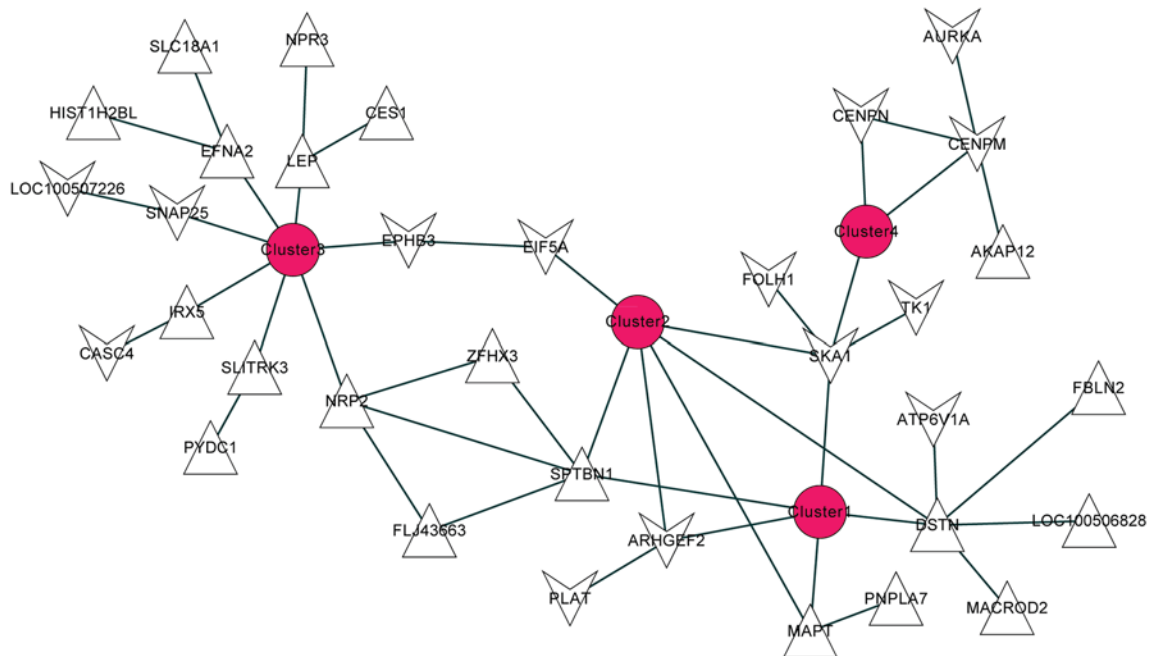 AURKA
SLC18A1
NPR3
HIST1H2BL
CES1
CENPN
CENPM
EFNA2
LEP
LOC100507226
SNAP25
Cluster3
EPHB3
EIF5A
Cluster4
AKAP12
FOLH1
IRX5
TK1
Cluster2
CASC4
SLITRK3
ZFHX3
SKA1
NRP2
FBLN2
ATP6V1A
PYDC1
SPTBN1
Cluster1
DSTN
LOC100506828
FLJ43663
ARHGEF2
PLAT
PNPLA7
MACROD2
MAPT